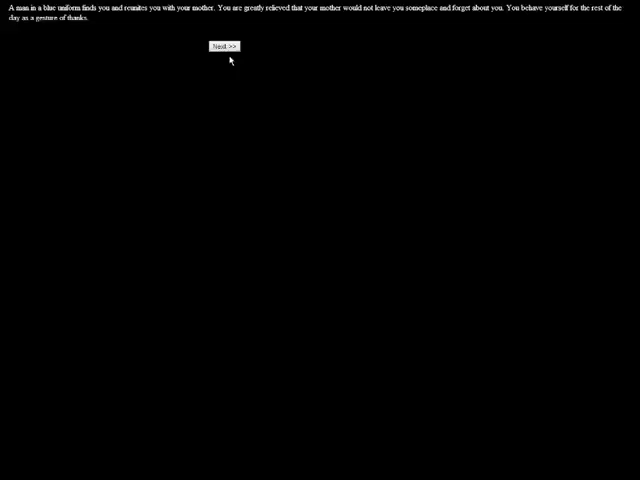 A man in a blue uniform finds you and reunites you with your mother. You are greatly relieved that your mother would not leave you someplace and forget about you. You behave yourself for the rest of the
day as a gesture of thanks.
Next >>